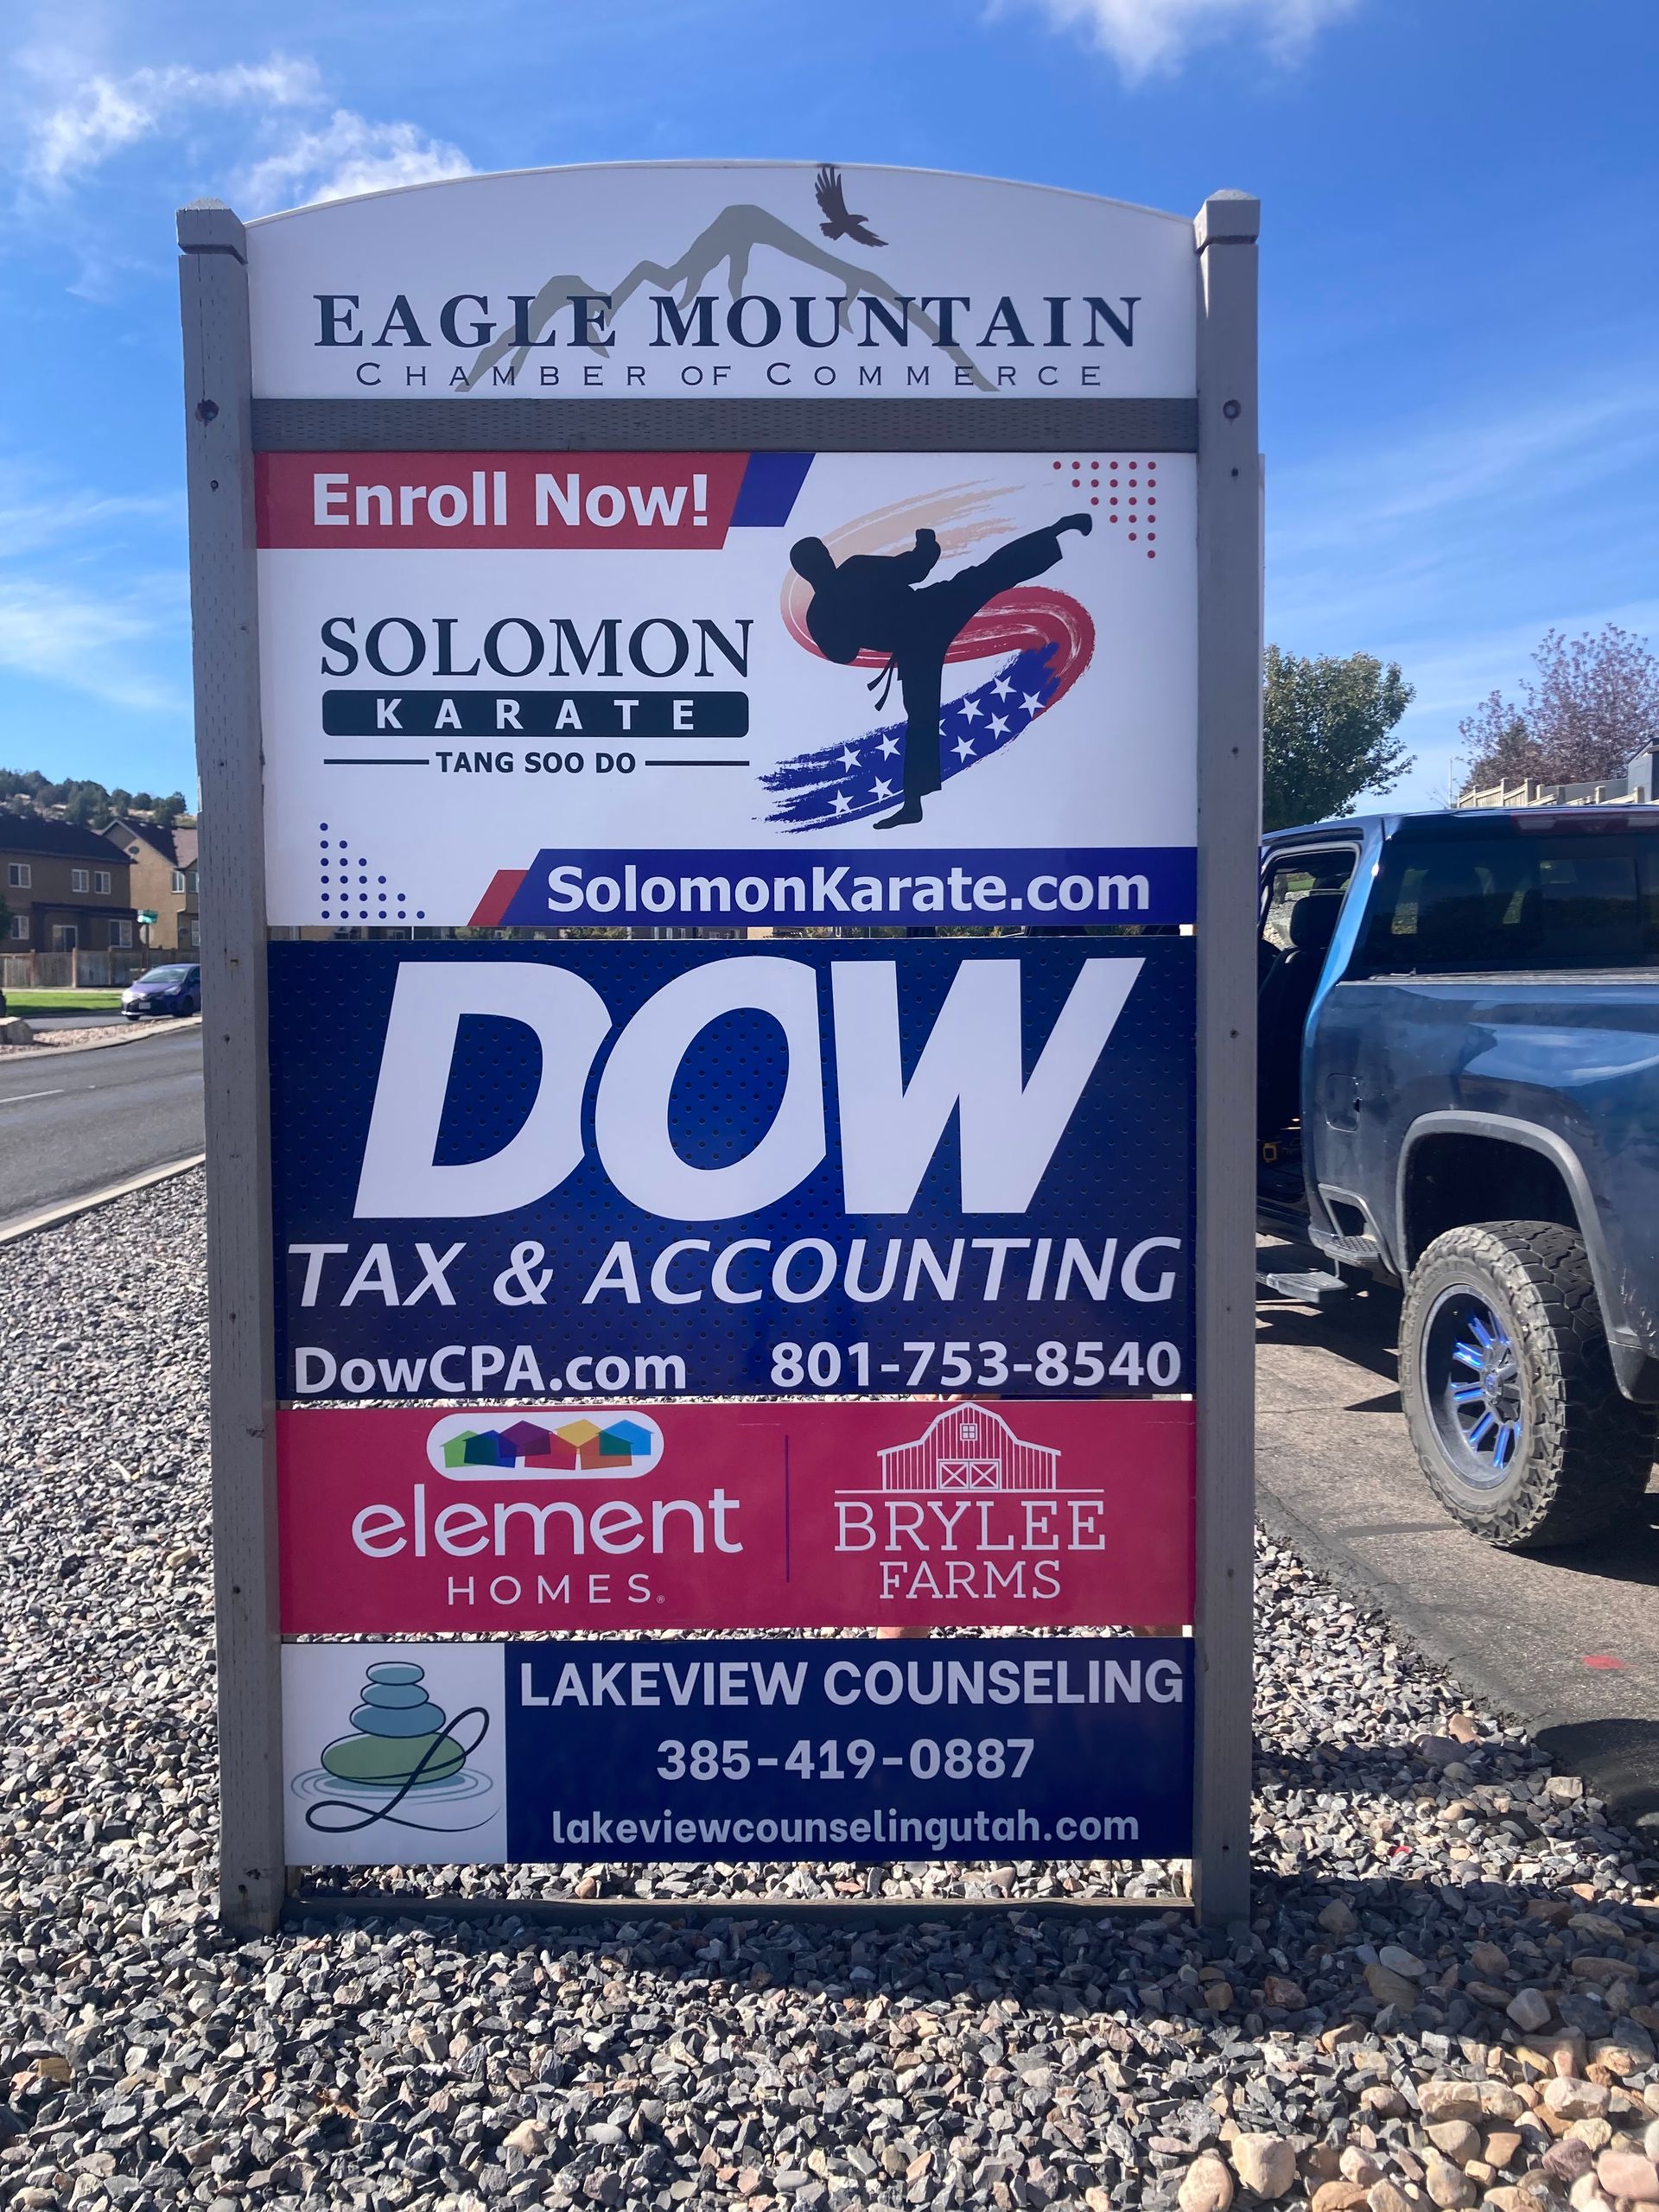 EAGLE MOUNTAIN
CHAMBER OF COMMERCE
Enroll Now!
SOLOMON
KARATE
TANG SOO DO
SolomonKarate.com
DOW
TAX & ACCOUNTING
DowCPA.com 801-753-8540
element
HOMES®
BRYLEE
FARMS
LAKEVIEW COUNSELING
385-419-0887
lakeviewcounselingutah.com